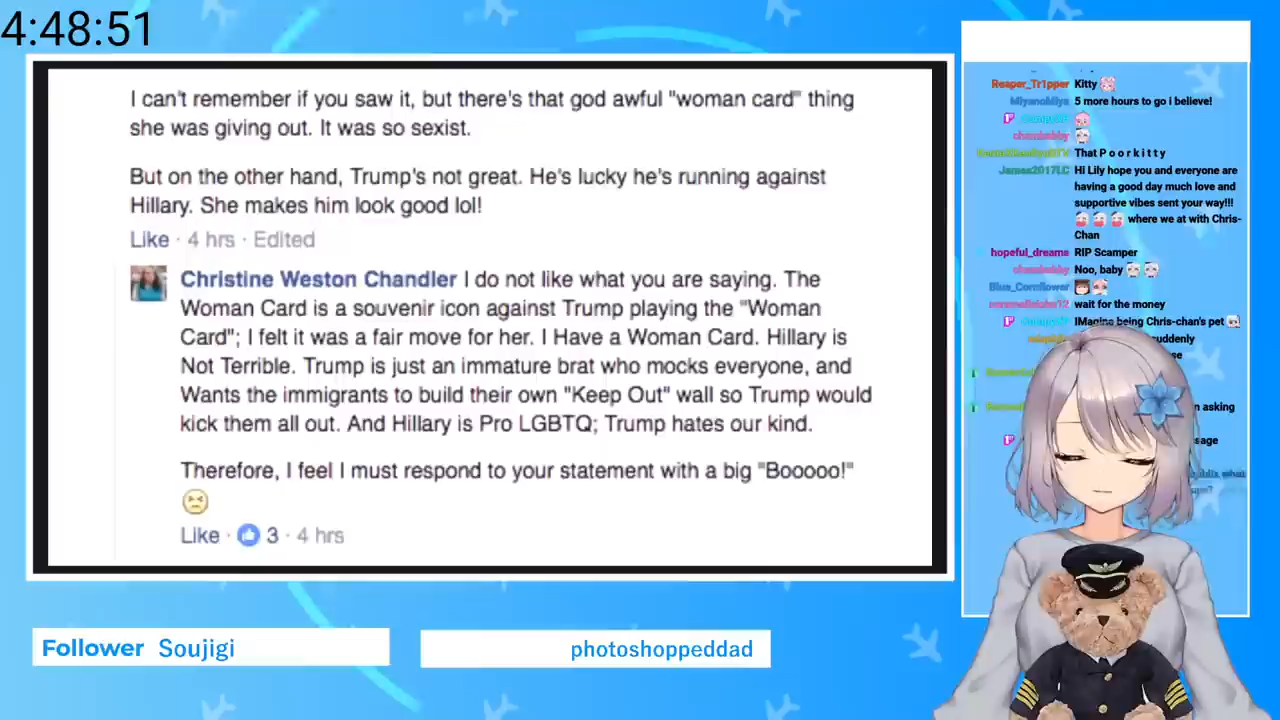 4:48:51
I can't remember if you saw it, but there's that god awful "woman card" thing
she was giving out. It was so sexist.
But on the other hand, Trump's not great. He's lucky he's running against
Hillary. She makes him look good lol!
Like · 4 hrs · Edited
Christine Weston Chandler I do not like what you are saying. The
Woman Card is a souvenir icon against Trump playing the "Woman
Card"; I felt it was a fair move for her. I Have a Woman Card. Hillary is
Not Terrible. Trump is just an immature brat who mocks everyone, and
Wants the immigrants to build their own "Keep Out" wall so Trump would
kick them all out. And Hillary is Pro LGBTQ; Trump hates our kind.
Therefore, I feel I must respond to your statement with a big "Booooo!"
Like · 3 · 4 hrs
Reaper_Tr1pper Kitty
MiyanoMiya 5 more hours to go i believe!
That P o o r k i t t y
James2017LC Hi Lily hope you and everyone are
having a good day much love and
supportive vibes sent your way!!!
where we at with Chris-
Chan
hopeful_dreams RIP Scamper
Noo, baby
Blue_Cornflower
wait for the money
IMagine being Chris-chan's pet
suddenly
asking
Follower Soujigi
photoshoppeddad